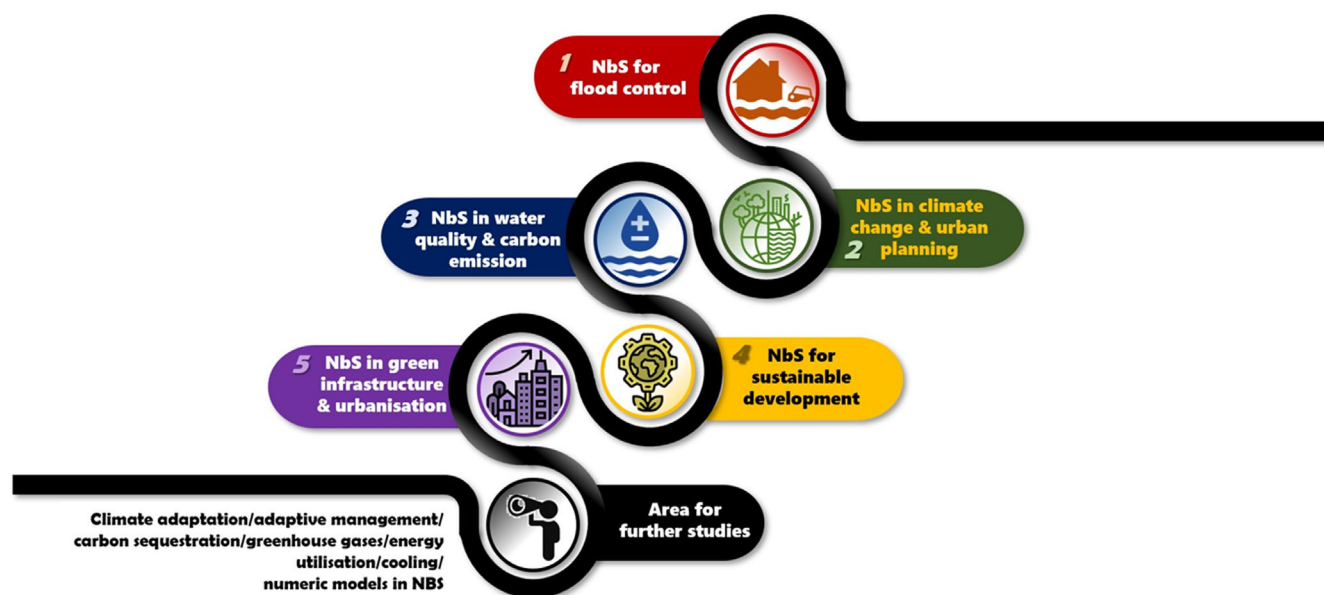 1 NbS for
flood control
NbS in climate
change & urban
2 planning
3 NbS in water
quality & carbon
emission
4 NbS for
sustainable
development
5 NbS in green
infrastructure
& urbanisation
Area for
further studies
Climate adaptation/adaptive management/
carbon sequestration/greenhouse gases/energy
utilisation/cooling/
numeric models in NBS